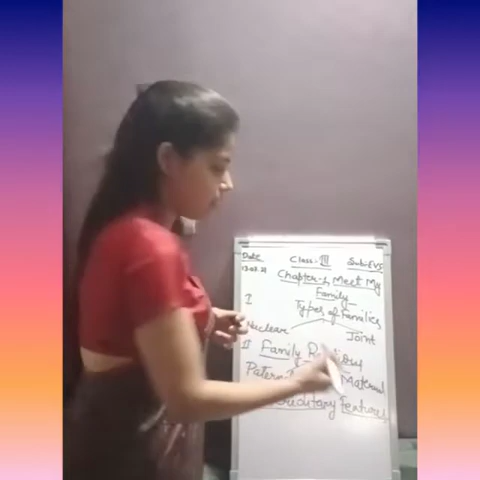 Date Class:- III Sub:-EVS
Chapter-1, Meet My
Family
I Types of Families
Nuclear Joint
II Family
Maternal
Features